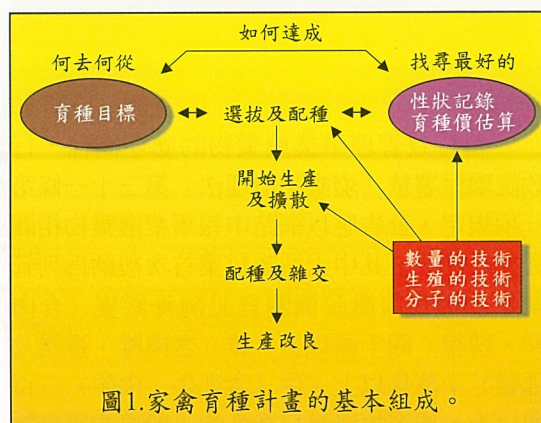 如何達成
何去何從
找尋最好的
育種目標
選拔及配種
性狀記錄
育種價估算
開始生產
及擴散
配種及雜交
數量的技術
生殖的技術
分子的技術
生產改良
圖1.家禽育種計畫的基本組成。